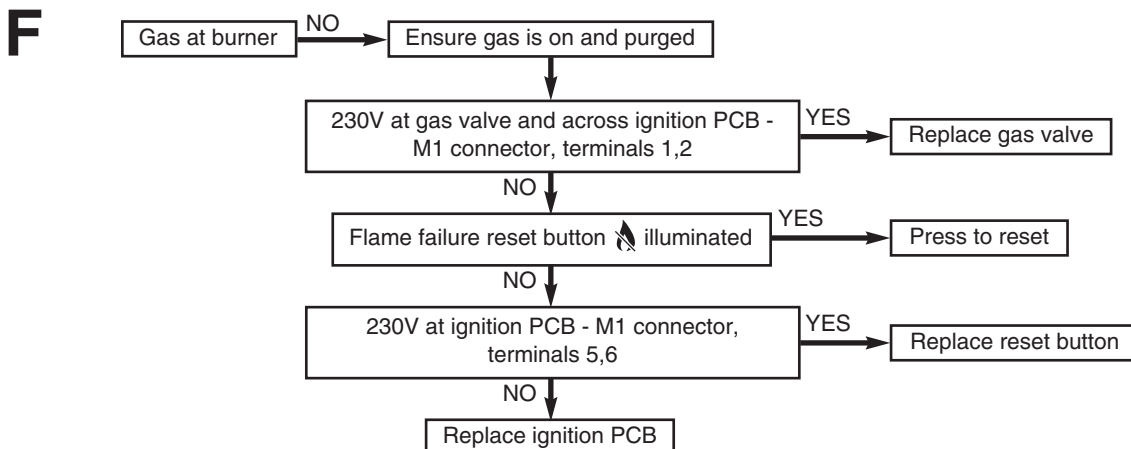 F
Gas at burner
NO
Ensure gas is on and purged
230V at gas valve and across ignition PCB -
M1 connector, terminals 1,2
YES
Replace gas valve
NO
Flame failure reset button illuminated
YES
Press to reset
NO
230V at ignition PCB - M1 connector,
terminals 5,6
YES
Replace reset button
NO
Replace ignition PCB